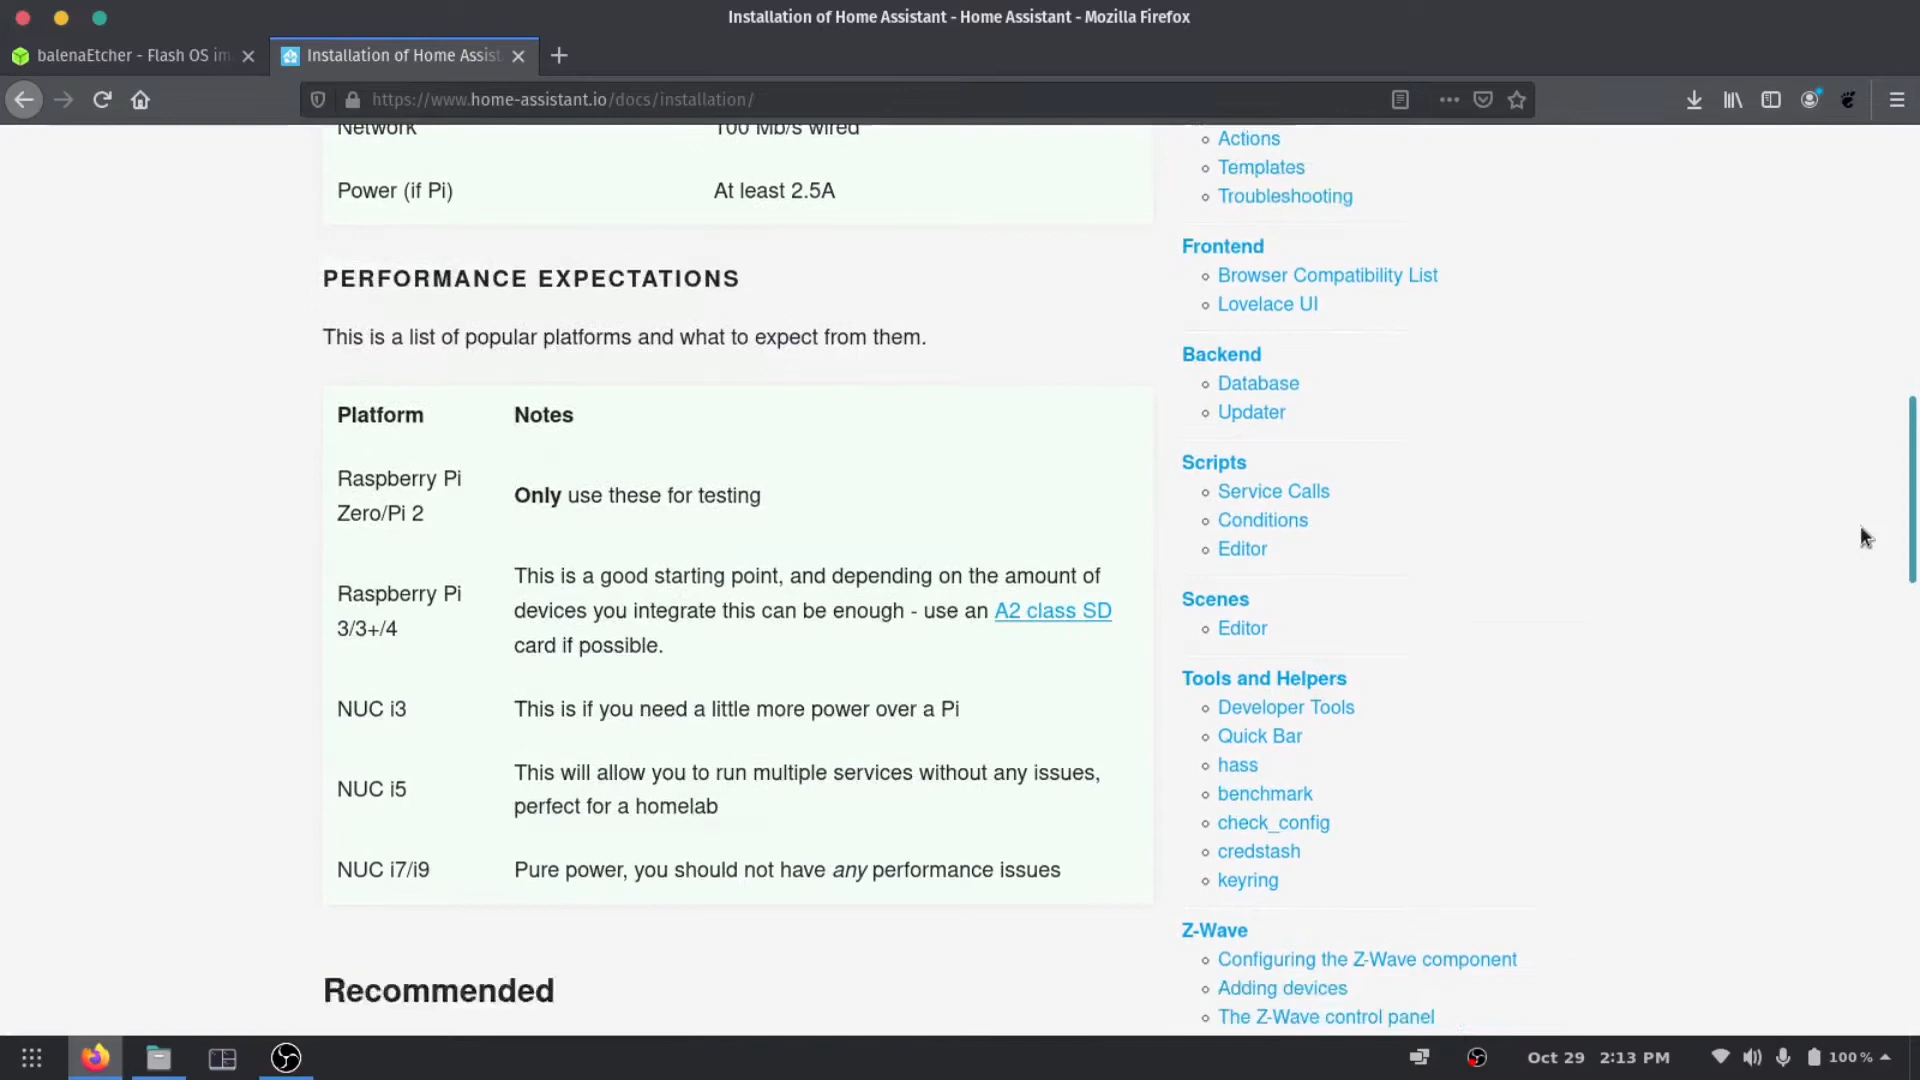 Installation of Home Assistant - Home Assistant - Mozilla Firefox
balenaEtcher - Flash OS im
Installation of Home Assist
https://www.home-assistant.io/docs/installation/
Network 100 Mb/s wired
Power (if Pi) At least 2.5A
PERFORMANCE EXPECTATIONS
This is a list of popular platforms and what to expect from them.
Platform Notes
Raspberry Pi
Zero/Pi 2
Only use these for testing
Raspberry Pi
3/3+/4
This is a good starting point, and depending on the amount of
devices you integrate this can be enough - use an A2 class SD
card if possible.
NUC i3 This is if you need a little more power over a Pi
NUC i5
This will allow you to run multiple services without any issues,
perfect for a homelab
NUC i7/i9 Pure power, you should not have any performance issues
Recommended
Actions
Templates
Troubleshooting
Frontend
Browser Compatibility List
Lovelace UI
Backend
Database
Updater
Scripts
Service Calls
Conditions
Editor
Scenes
Editor
Tools and Helpers
Developer Tools
Quick Bar
hass
benchmark
check_config
credstash
keyring
Z-Wave
Configuring the Z-Wave component
Adding devices
The Z-Wave control panel
Oct 29 2:13 PM
100 %